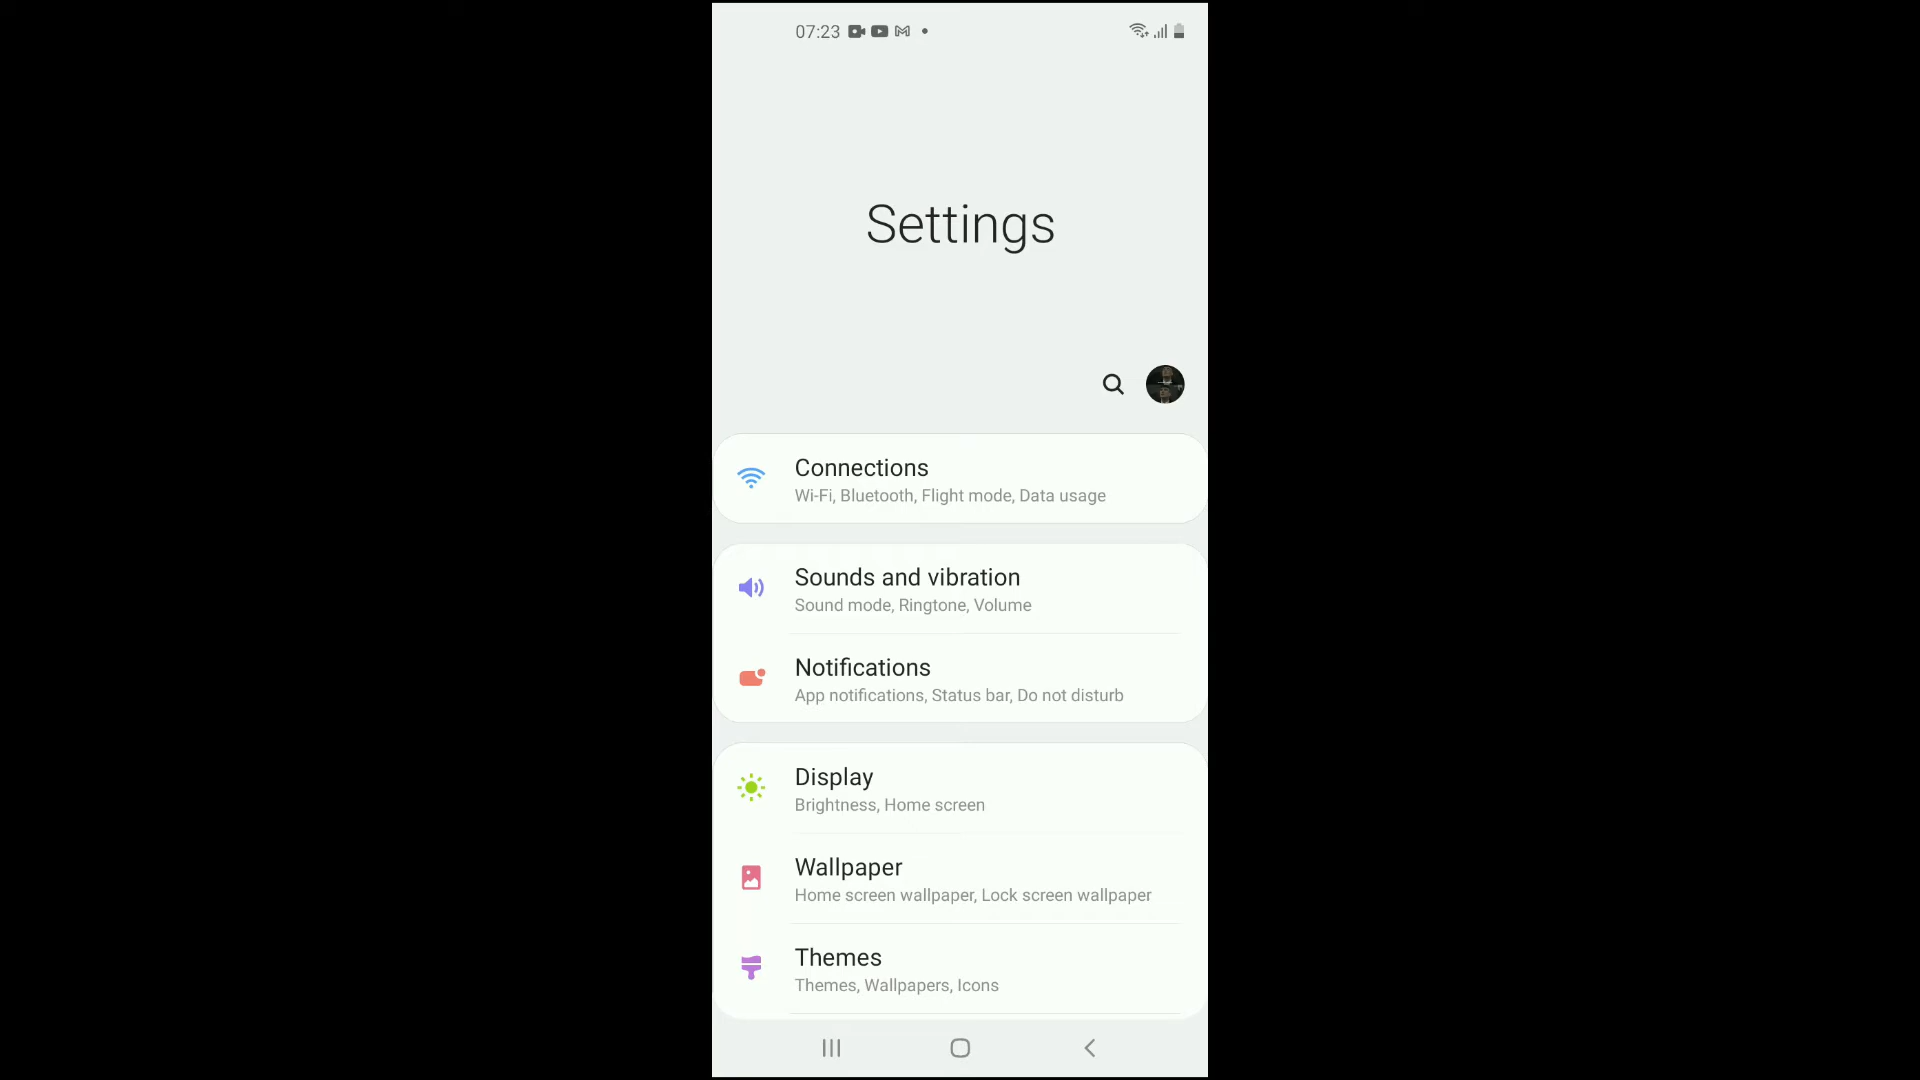 07:23
Settings
Connections
Wi-Fi, Bluetooth, Flight mode, Data usage
Sounds and vibration
Sound mode, Ringtone, Volume
Notifications
App notifications, Status bar, Do not disturb
Display
Brightness, Home screen
Wallpaper
Home screen wallpaper, Lock screen wallpaper
Themes
Themes, Wallpapers, Icons